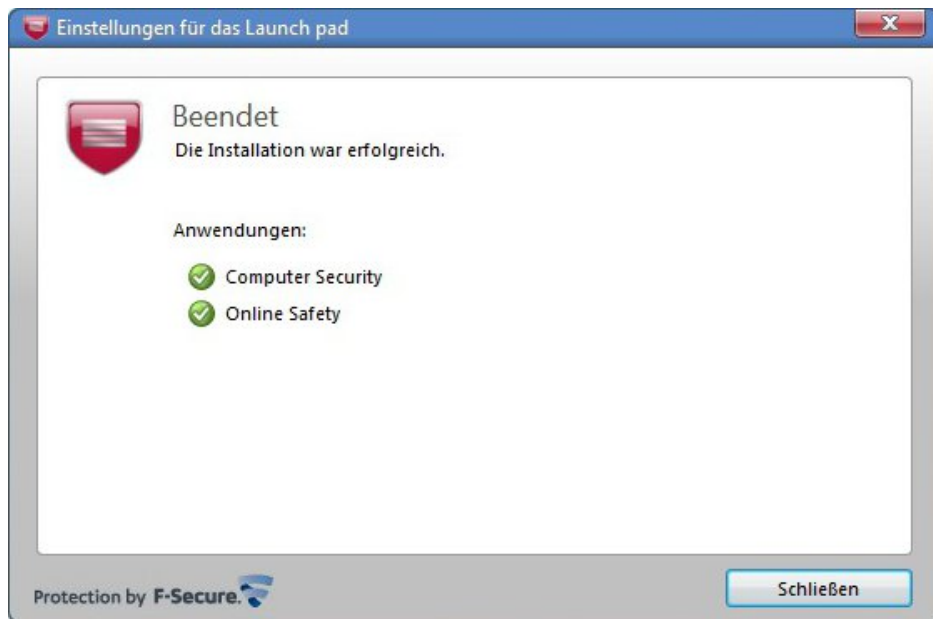 Einstellungen für das Launch pad
Beendet
Die Installation war erfolgreich.
Anwendungen:
Computer Security
Online Safety
Protection by F-Secure.
Schließen